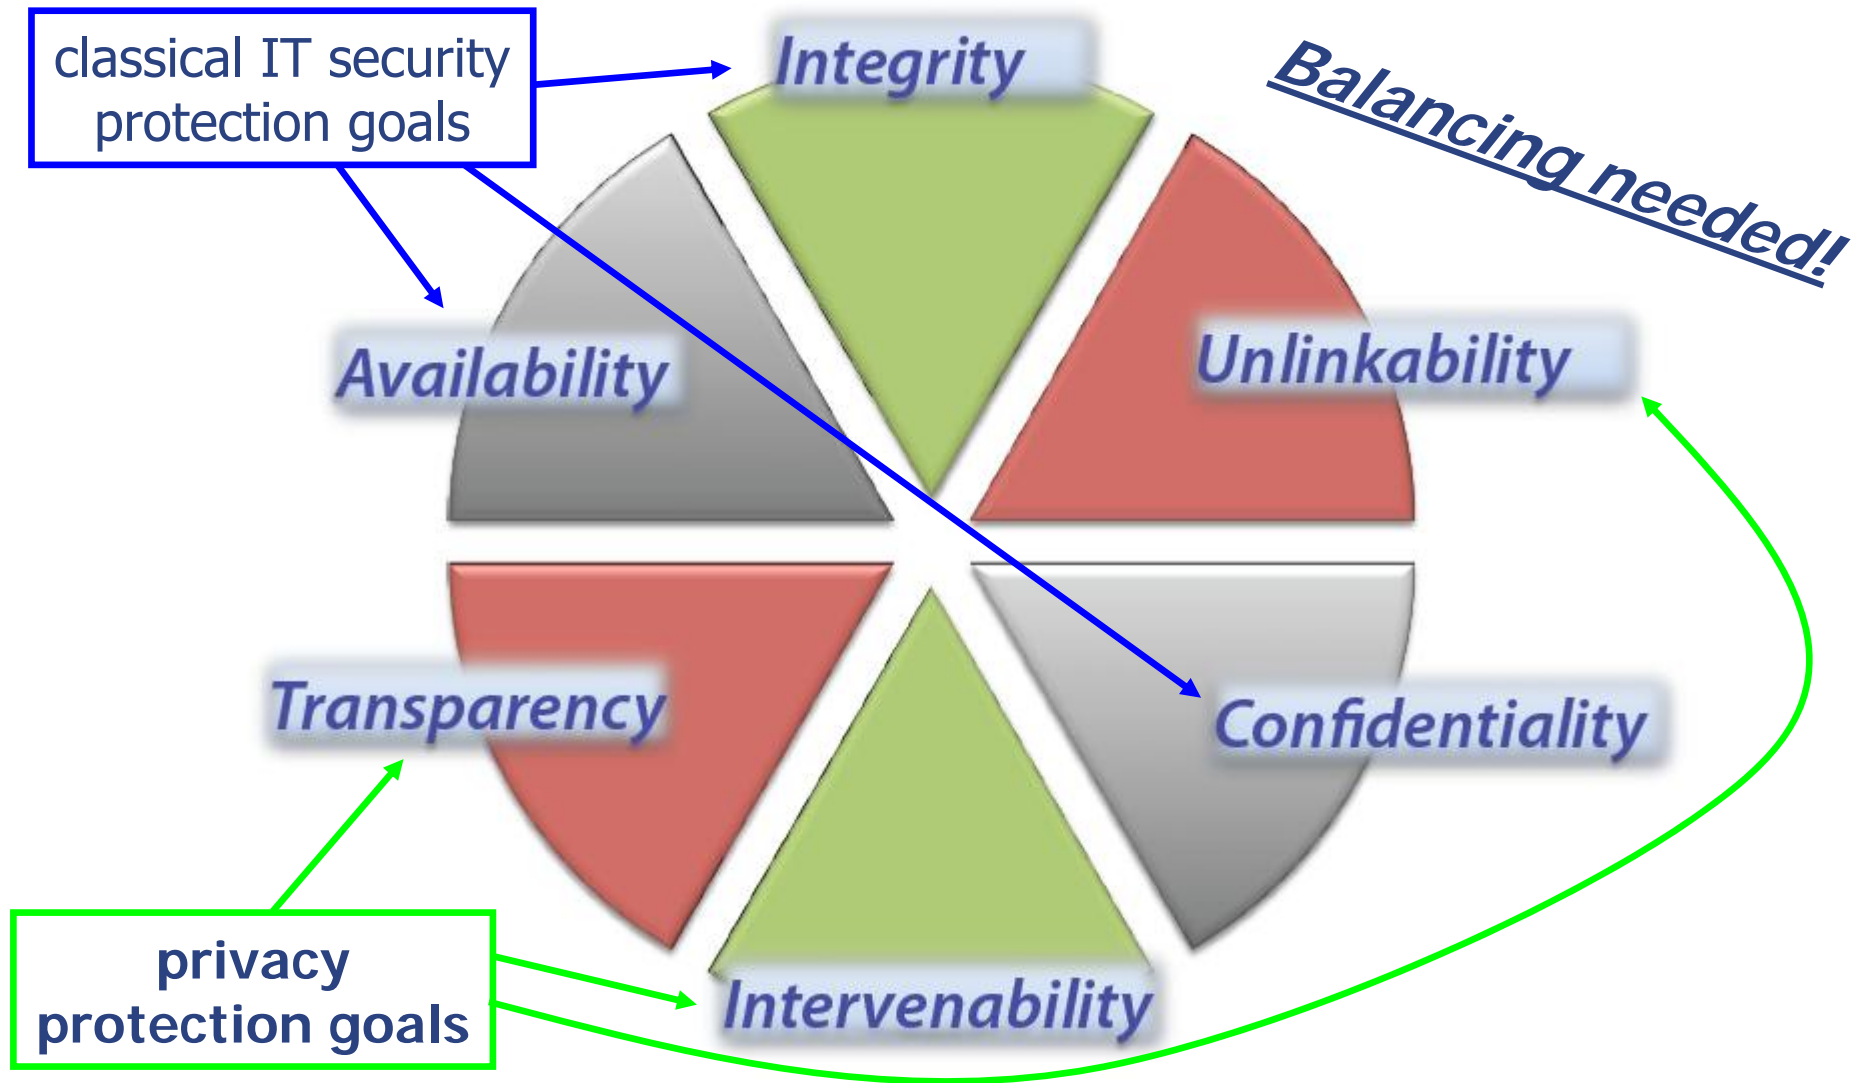 classical IT security
protection goals
Integrity
Balancing needed!
Availability
Unlinkability
Transparency
Confidentiality
privacy
protection goals
Intervenability